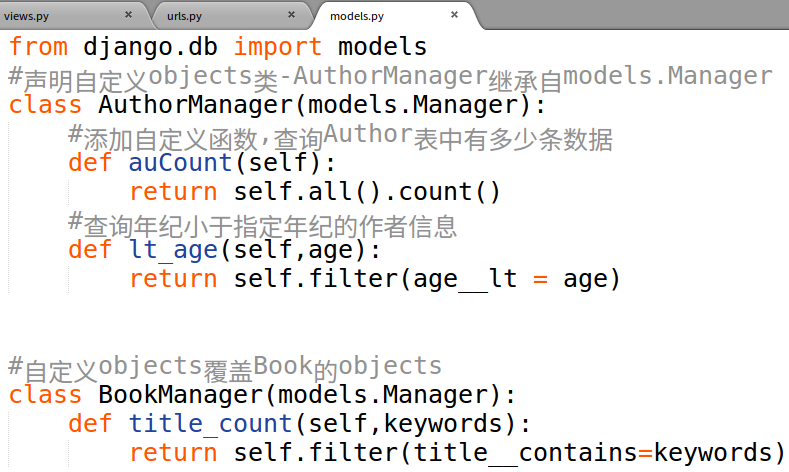 views.py × urls.py × models.py ×
from django.db import models
#声明自定义objects类-AuthorManager继承自models.Manager
class AuthorManager(models.Manager):
    #添加自定义函数,查询Author表中有多少条数据
    def auCount(self):
        return self.all().count()
    #查询年纪小于指定年纪的作者信息
    def lt_age(self,age):
        return self.filter(age__lt = age)
#自定义objects覆盖Book的objects
class BookManager(models.Manager):
    def title_count(self,keywords):
        return self.filter(title__contains=keywords)